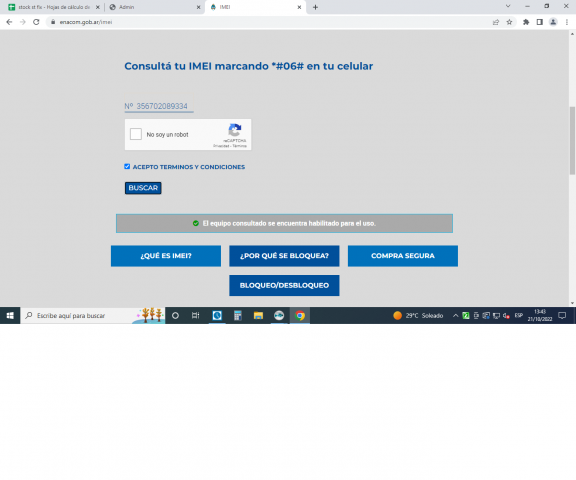 stock st fix - Hojas de cálculo de
Admin
IMEI
enacom.gob.ar/imei
Consultá tu IMEI marcando *#06# en tu celular
Nº 356702089334
No soy un robot
reCAPTCHA
Privacidad - Términos
ACEPTO TERMINOS Y CONDICIONES
BUSCAR
El equipo consultado se encuentra habilitado para el uso.
¿QUÉ ES IMEI?
¿POR QUÉ SE BLOQUEA?
COMPRA SEGURA
BLOQUEO/DESBLOQUEO
Escribe aquí para buscar
29°C Soleado
ESP
13:43
21/10/2022